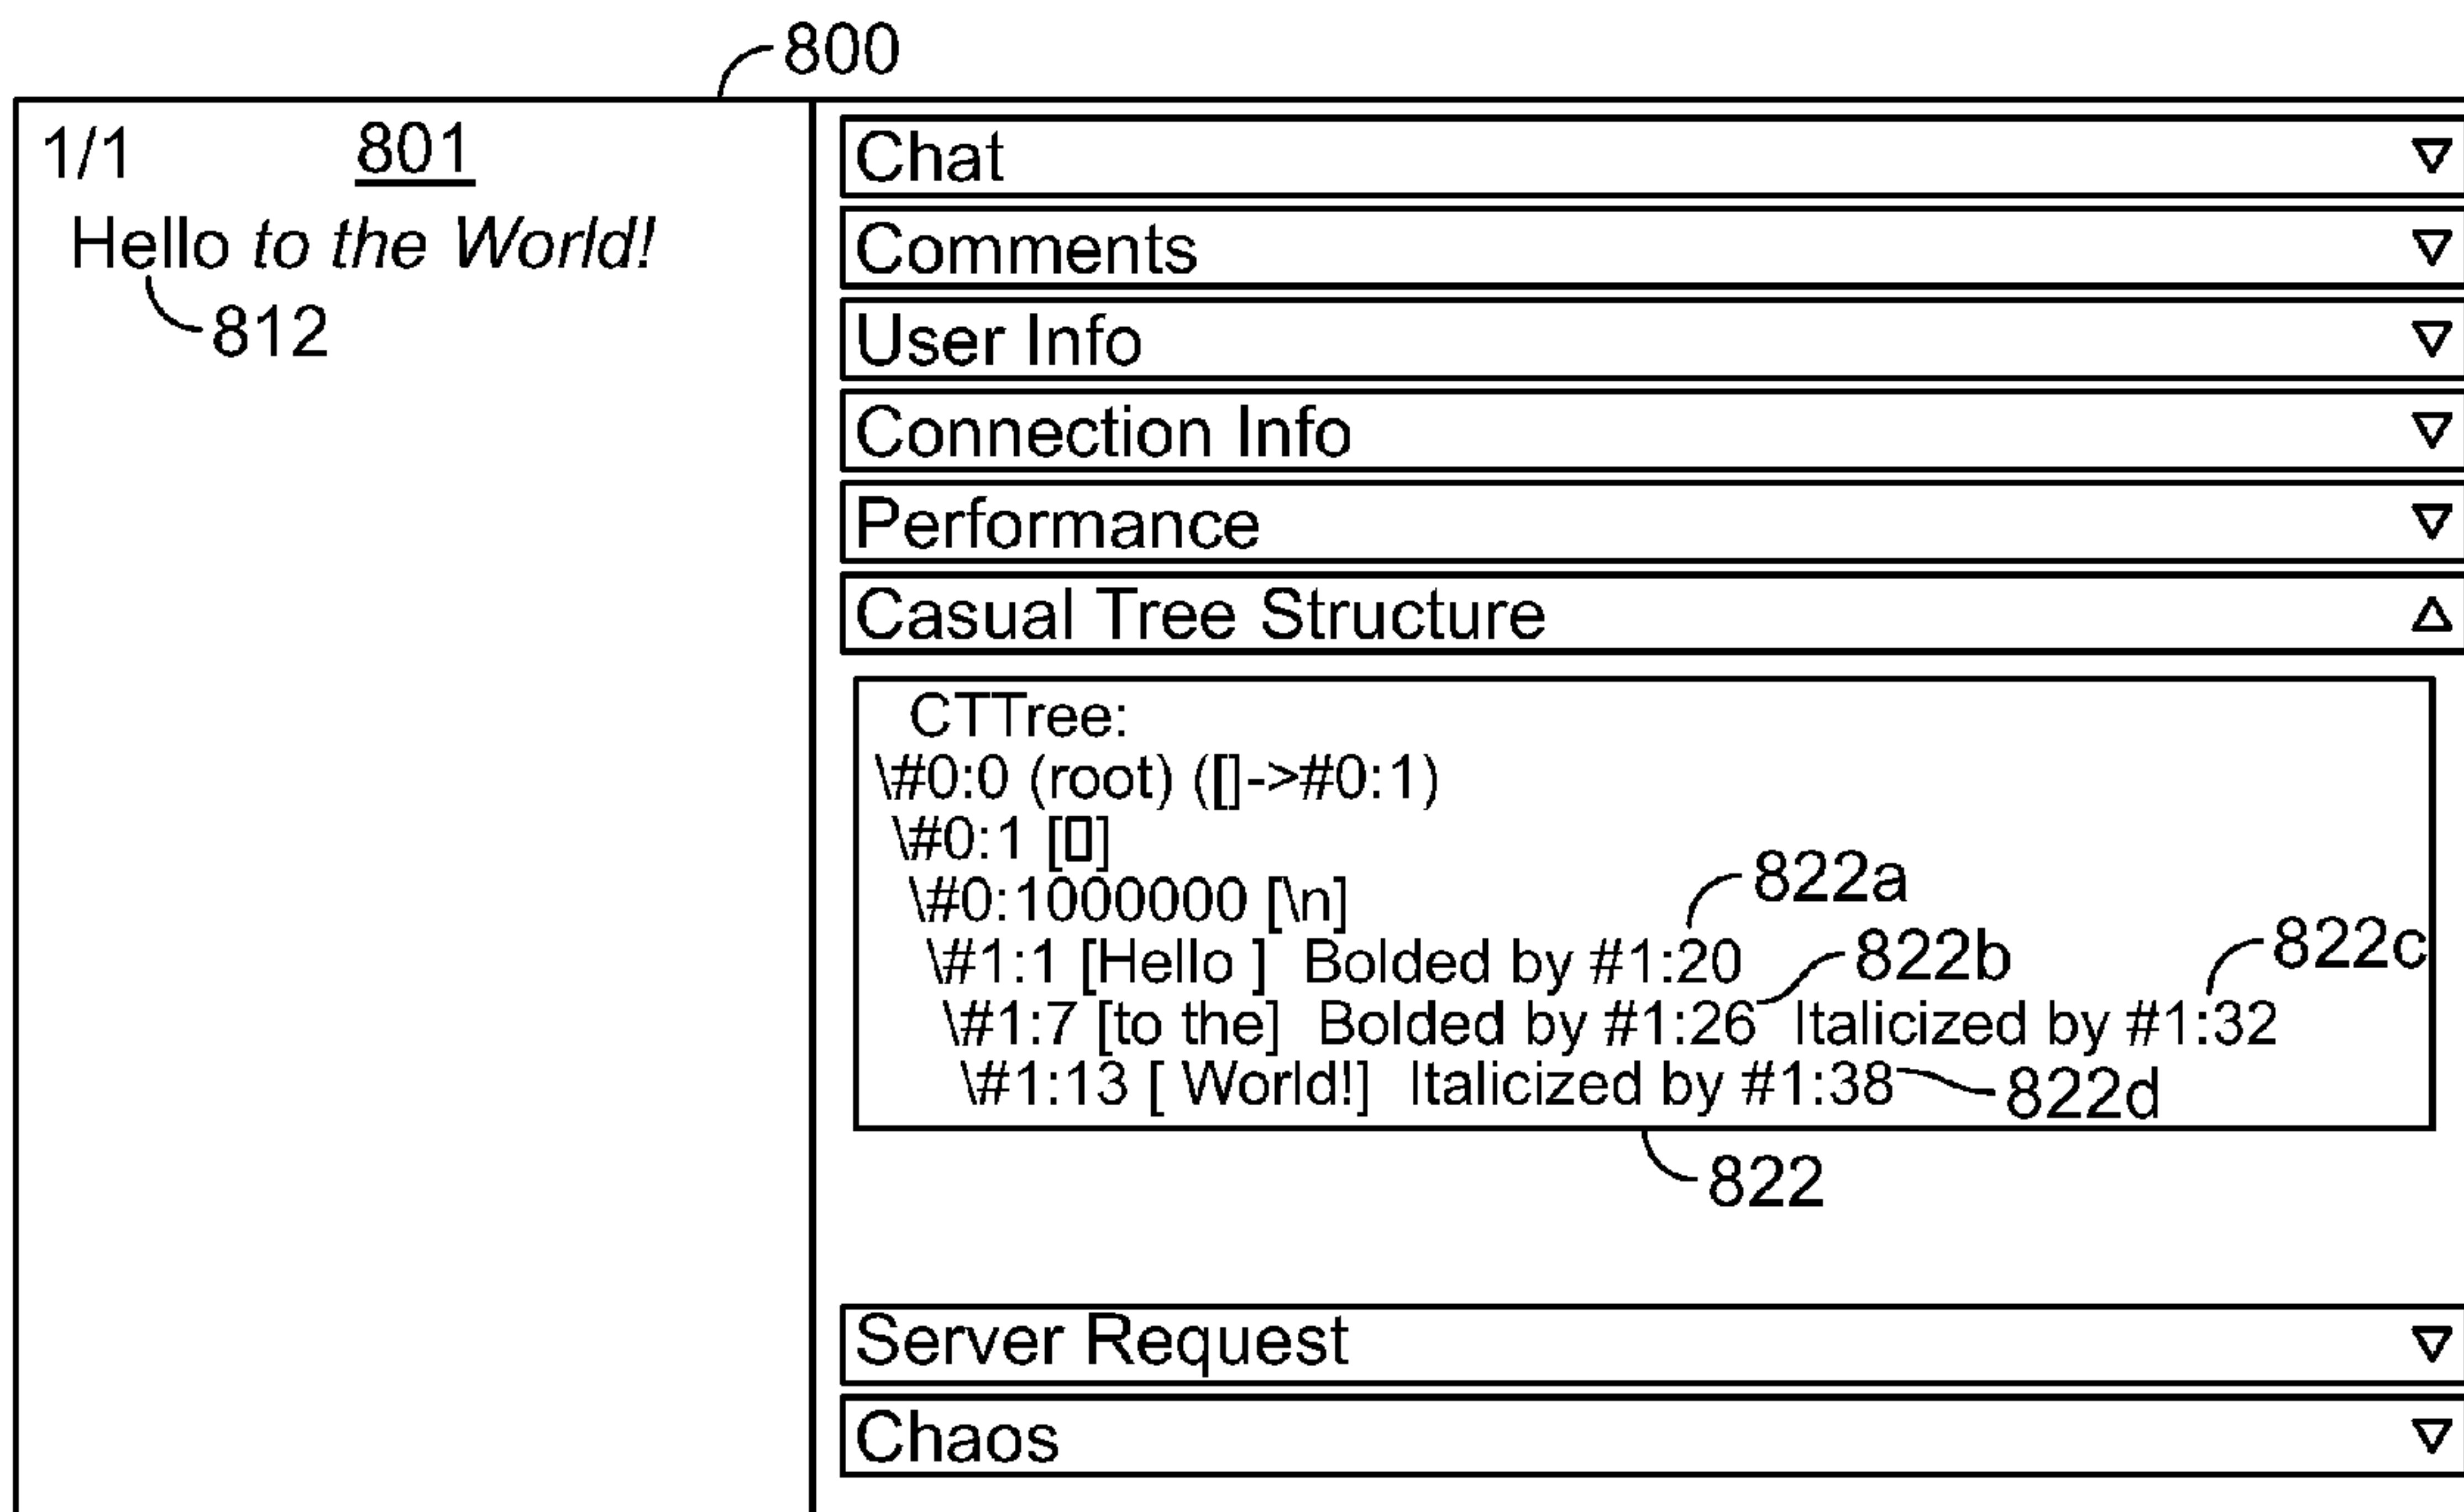 800
1/1 801
Hello to the World!
812
Chat
Comments
User Info
Connection Info
Performance
Casual Tree Structure
CTTree:
\#0:0 (root) ([]->#0:1)
\#0:1 [▯]
\#0:1000000 [\n]
822a
\#1:1 [Hello ] Bolded by #1:20 822b 822c
\#1:7 [to the] Bolded by #1:26 Italicized by #1:32
\#1:13 [ World!] Italicized by #1:38 822d
822
Server Request
Chaos